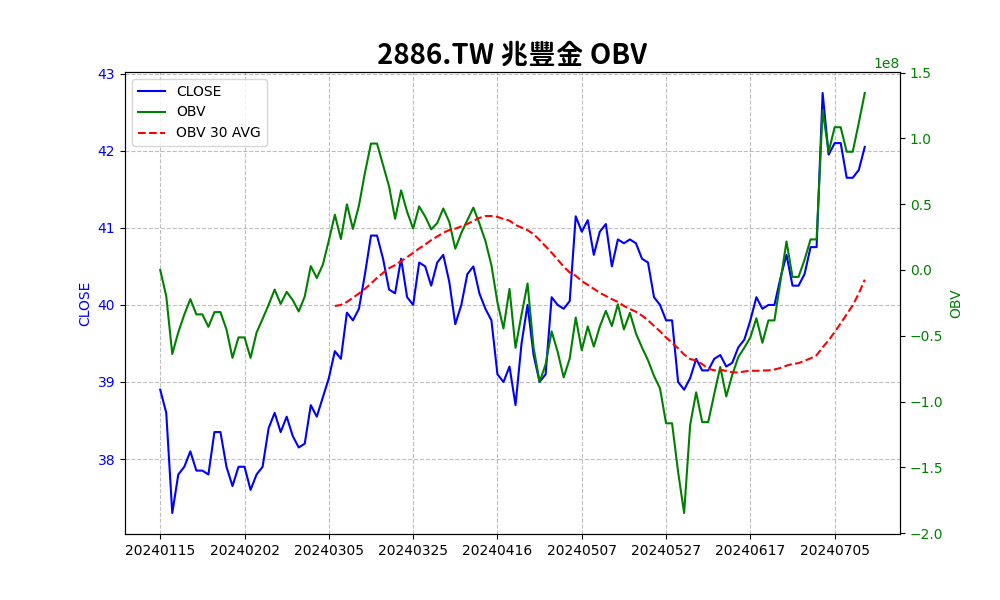 2886.TW 兆豐金 OBV
1e8
CLOSE
OBV
OBV 30 AVG
43
42
41
40
39
38
CLOSE
1.5
1.0
0.5
0.0
−0.5
−1.0
−1.5
−2.0
OBV
20240115 20240202 20240305 20240325 20240416 20240507 20240527 20240617 20240705